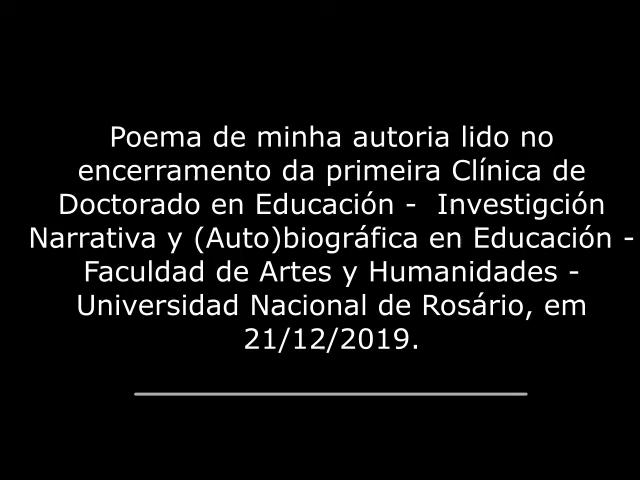 Poema de minha autoria lido no
encerramento da primeira Clínica de
Doctorado en Educación -  Investigción
Narrativa y (Auto)biográfica en Educación -
Faculdad de Artes y Humanidades -
Universidad Nacional de Rosário, em
21/12/2019.